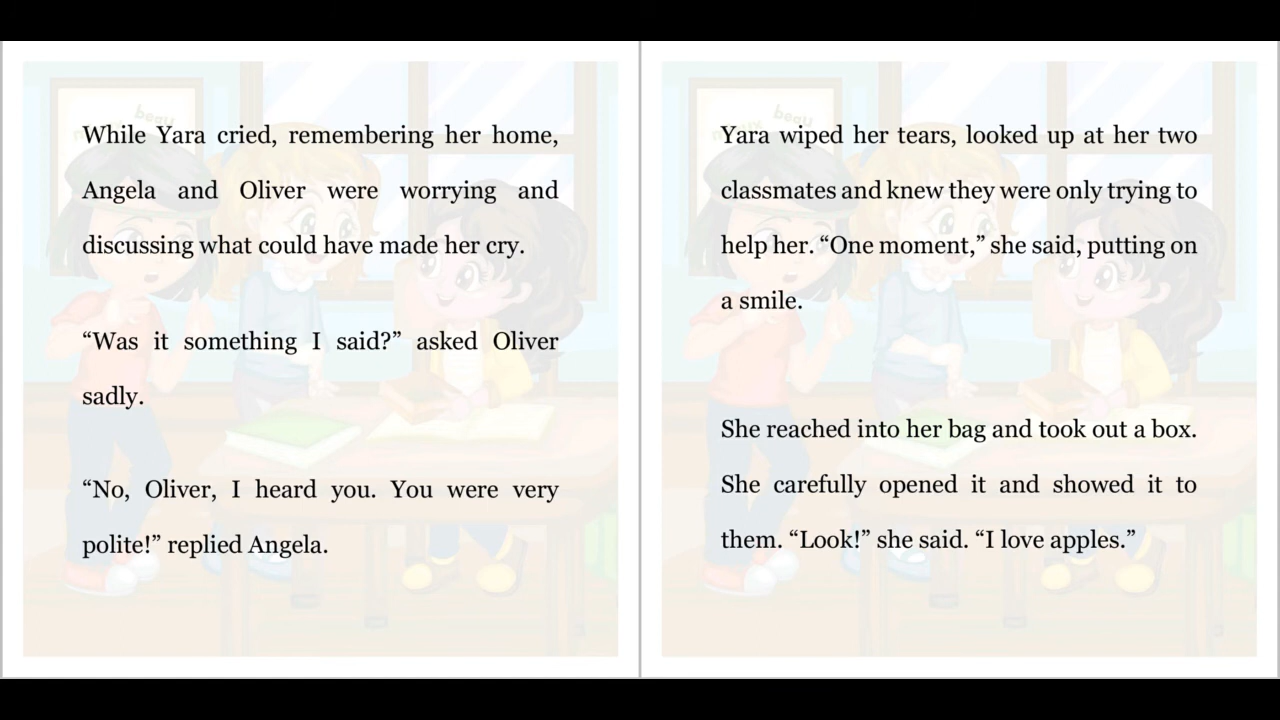 While Yara cried, remembering her home,
Angela and Oliver were worrying and
discussing what could have made her cry.
“Was it something I said?” asked Oliver
sadly.
“No, Oliver, I heard you. You were very
polite!” replied Angela.
Yara wiped her tears, looked up at her two
classmates and knew they were only trying to
help her. “One moment,” she said, putting on
a smile.
She reached into her bag and took out a box.
She carefully opened it and showed it to
them. “Look!” she said. “I love apples.”